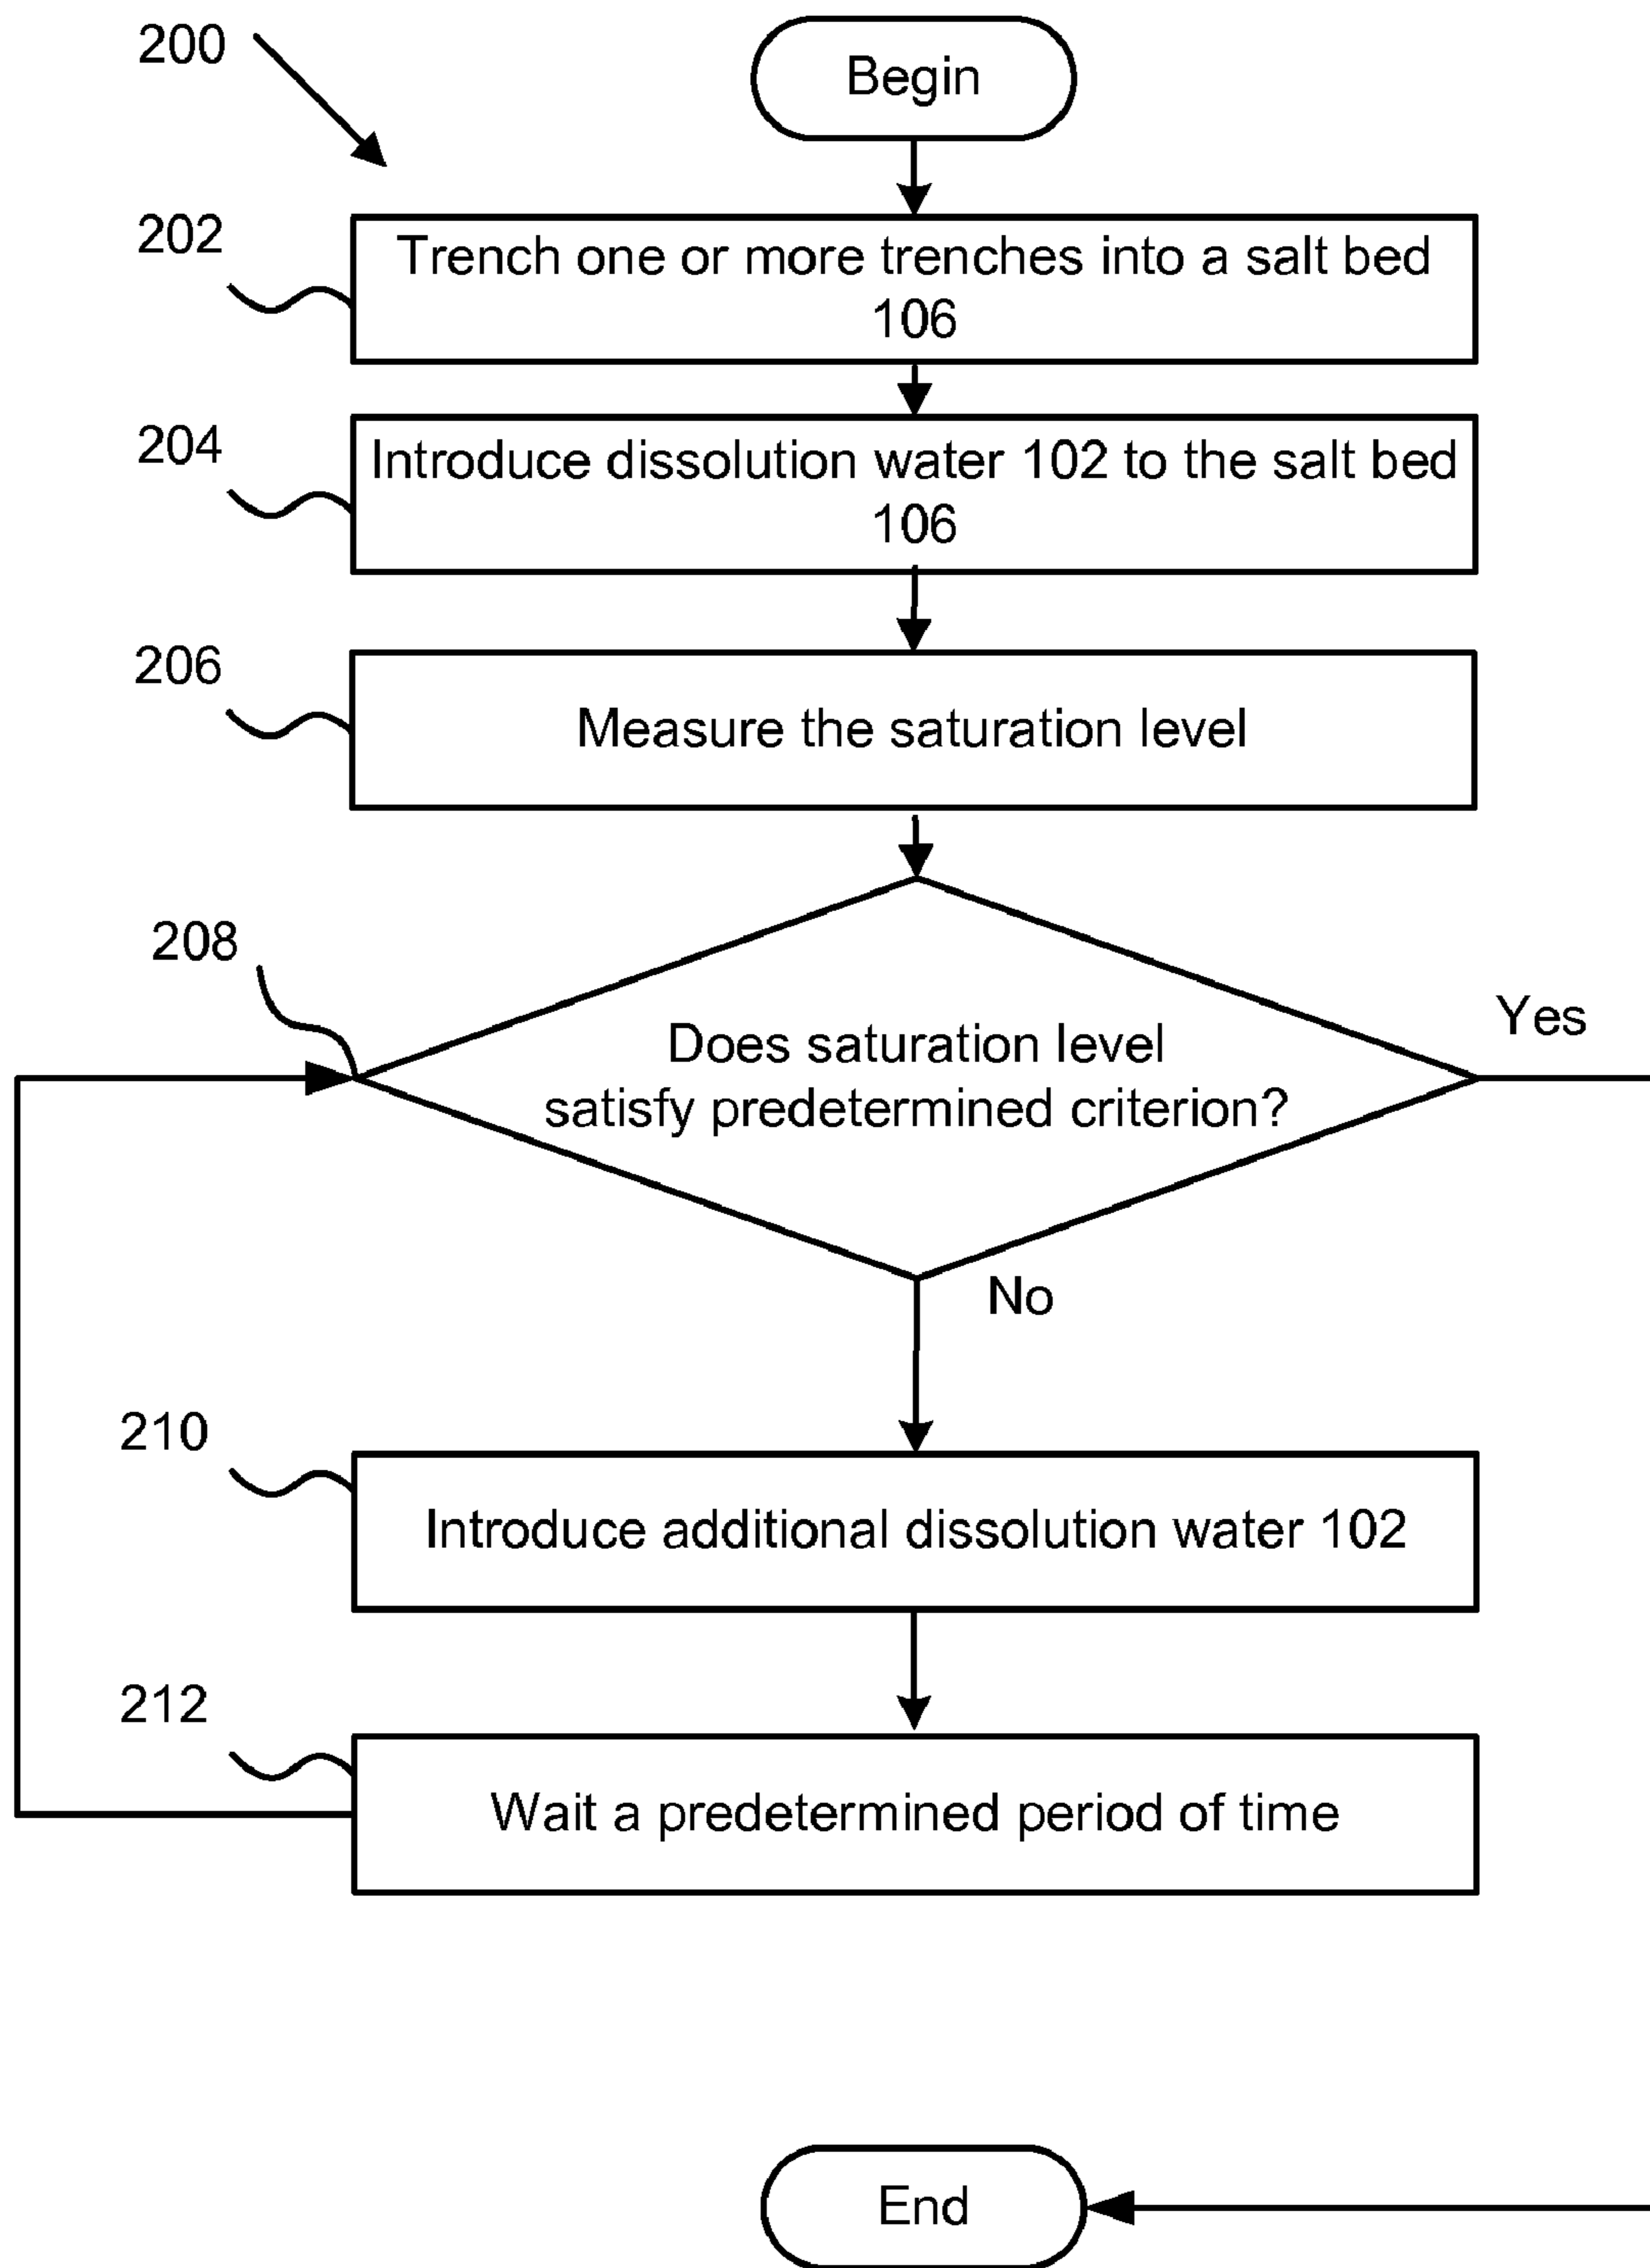 200
Begin
202
Trench one or more trenches into a salt bed
106
204
Introduce dissolution water 102 to the salt bed
106
206
Measure the saturation level
208
Yes
Does saturation level
satisfy predetermined criterion?
No
210
Introduce additional dissolution water 102
212
Wait a predetermined period of time
End